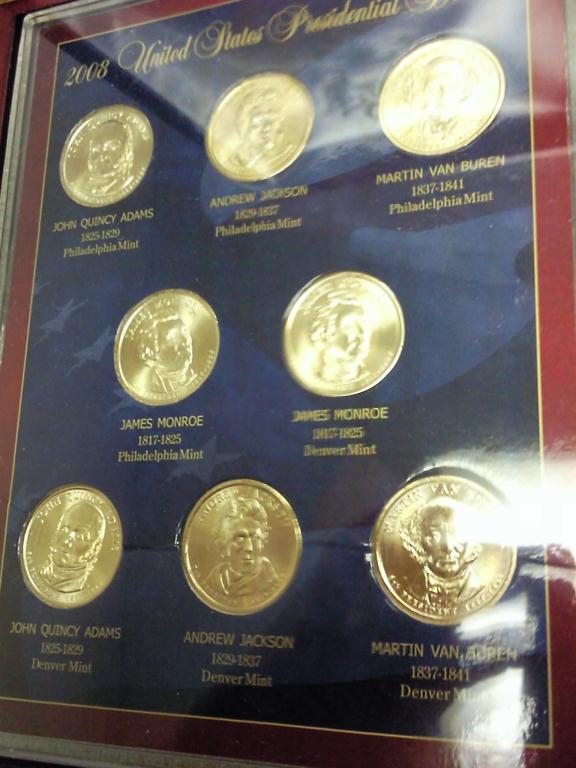 2008 United States Presidential
JOHN QUINCY ADAMS
1825-1829
Philadelphia Mint
ANDREW JACKSON
1829-1837
Philadelphia Mint
MARTIN VAN BUREN
1837-1841
Philadelphia Mint
JAMES MONROE
1817-1825
Philadelphia Mint
JAMES MONROE
1817-1825
Denver Mint
JOHN QUINCY ADAMS
1825-1829
Denver Mint
ANDREW JACKSON
1829-1837
Denver Mint
MARTIN VAN BUREN
1837-1841
Denver Mint